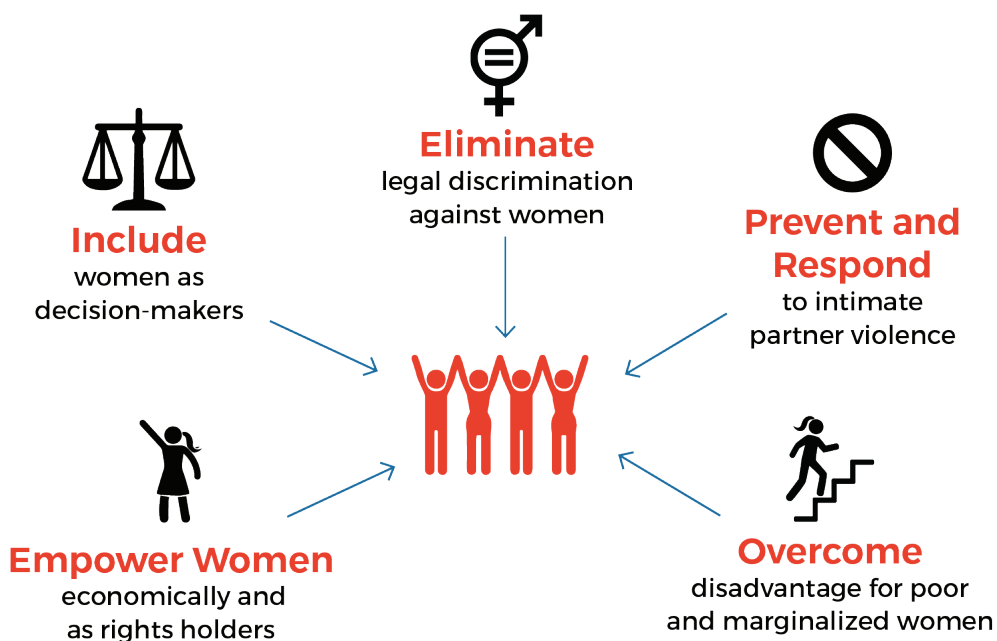 Eliminate
legal discrimination
against women
Include
women as
decision-makers
Prevent and
Respond
to intimate
partner violence
Empower Women
economically and
as rights holders
Overcome
disadvantage for poor
and marginalized women